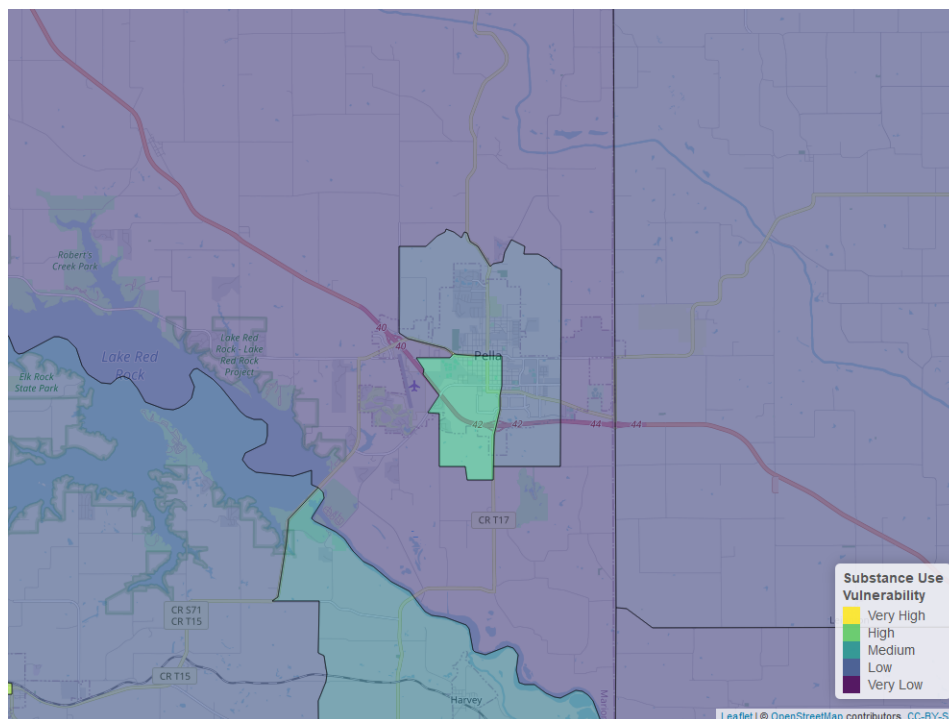 Robert's
Creek Park
40
40
Lake Red
Rock - Lake
Red Rock
Project
Lake Red
Rock
Pella
Elk Rock
State Park
42
42
44
44
CR T17
CR S71
CR T15
CR T15
Harvey
Substance Use
Vulnerability
Very High
High
Medium
Low
Very Low
Leaflet | © OpenStreetMap contributors, CC-BY-S